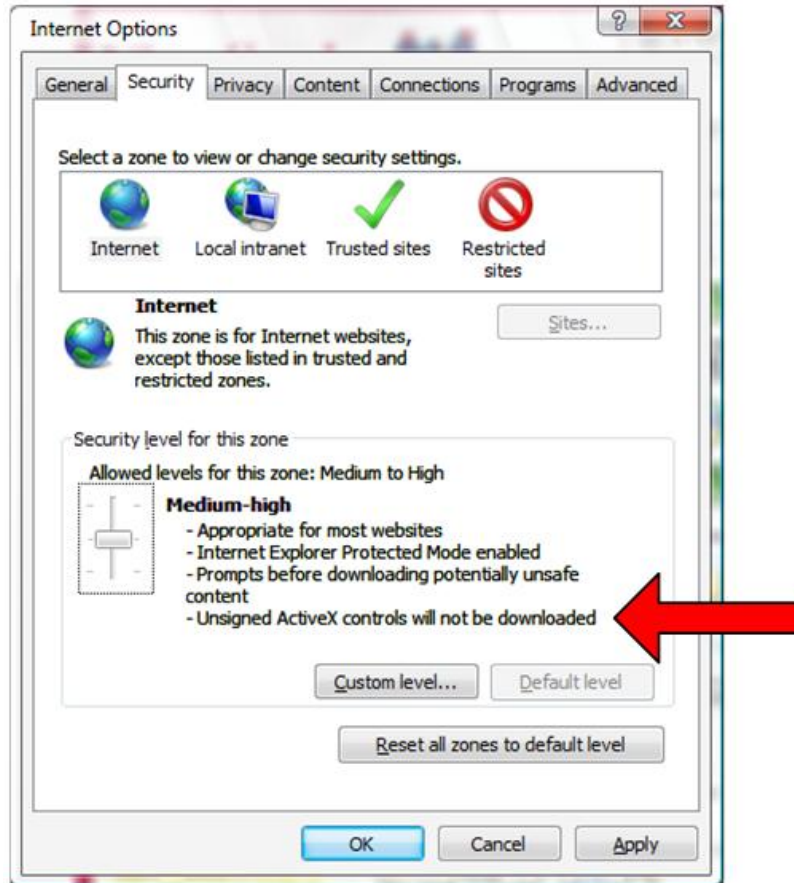 Internet Options
General Security Privacy Content Connections Programs Advanced
Select a zone to view or change security settings.
Internet Local intranet Trusted sites Restricted
sites
Internet
This zone is for Internet websites,
except those listed in trusted and
restricted zones.
Sites...
Security level for this zone
Allowed levels for this zone: Medium to High
Medium-high
- Appropriate for most websites
- Internet Explorer Protected Mode enabled
- Prompts before downloading potentially unsafe
content
- Unsigned ActiveX controls will not be downloaded
Custom level... Default level
Reset all zones to default level
OK Cancel Apply